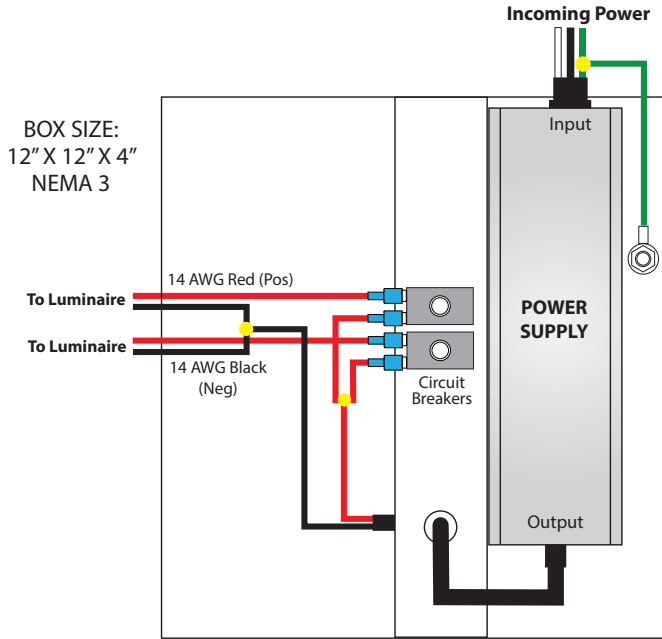 Incoming Power
BOX SIZE:
12” X 12” X 4”
NEMA 3
Input
14 AWG Red (Pos)
To Luminaire
To Luminaire
14 AWG Black
(Neg)
POWER
SUPPLY
Circuit
Breakers
Output